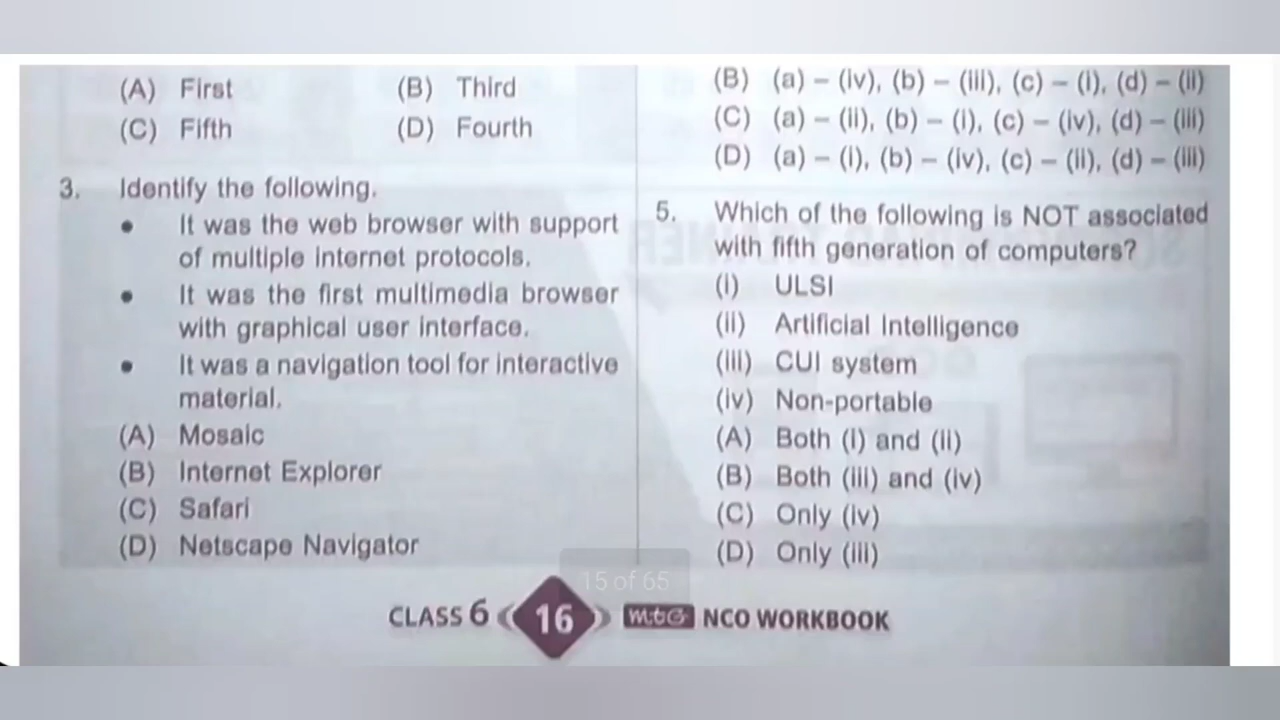 (A) First (B) Third
(C) Fifth (D) Fourth
3. Identify the following.
• It was the web browser with support
of multiple internet protocols.
• It was the first multimedia browser
with graphical user interface.
• It was a navigation tool for interactive
material.
(A) Mosaic
(B) Internet Explorer
(C) Safari
(D) Netscape Navigator
(B) (a) – (iv), (b) – (iii), (c) – (i), (d) – (ii)
(C) (a) – (ii), (b) – (i), (c) – (iv), (d) – (iii)
(D) (a) – (i), (b) – (iv), (c) – (ii), (d) – (iii)
5. Which of the following is NOT associated
with fifth generation of computers?
(i) ULSI
(ii) Artificial Intelligence
(iii) CUI system
(iv) Non-portable
(A) Both (i) and (ii)
(B) Both (iii) and (iv)
(C) Only (iv)
(D) Only (iii)
15 of 65
CLASS 6 16 mtG NCO WORKBOOK